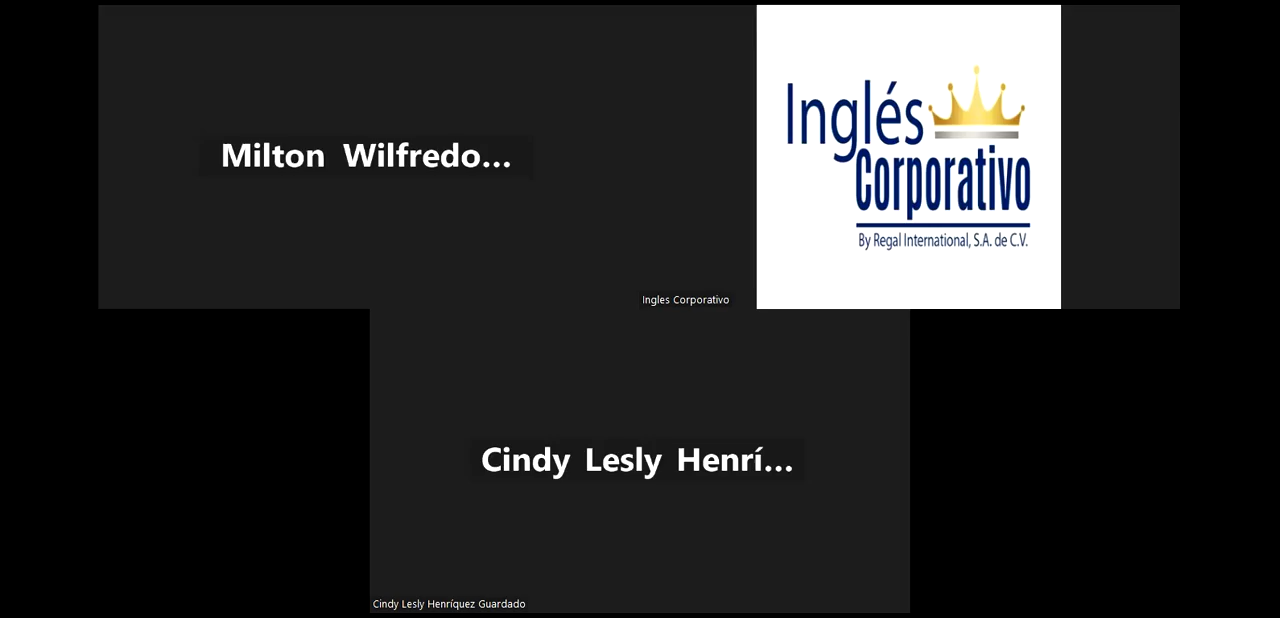 Milton Wilfredo...
Inglés
Corporativo
By Regal International, S.A. de C.V.
Ingles Corporativo
Cindy Lesly Henrí...
Cindy Lesly Henríquez Guardado